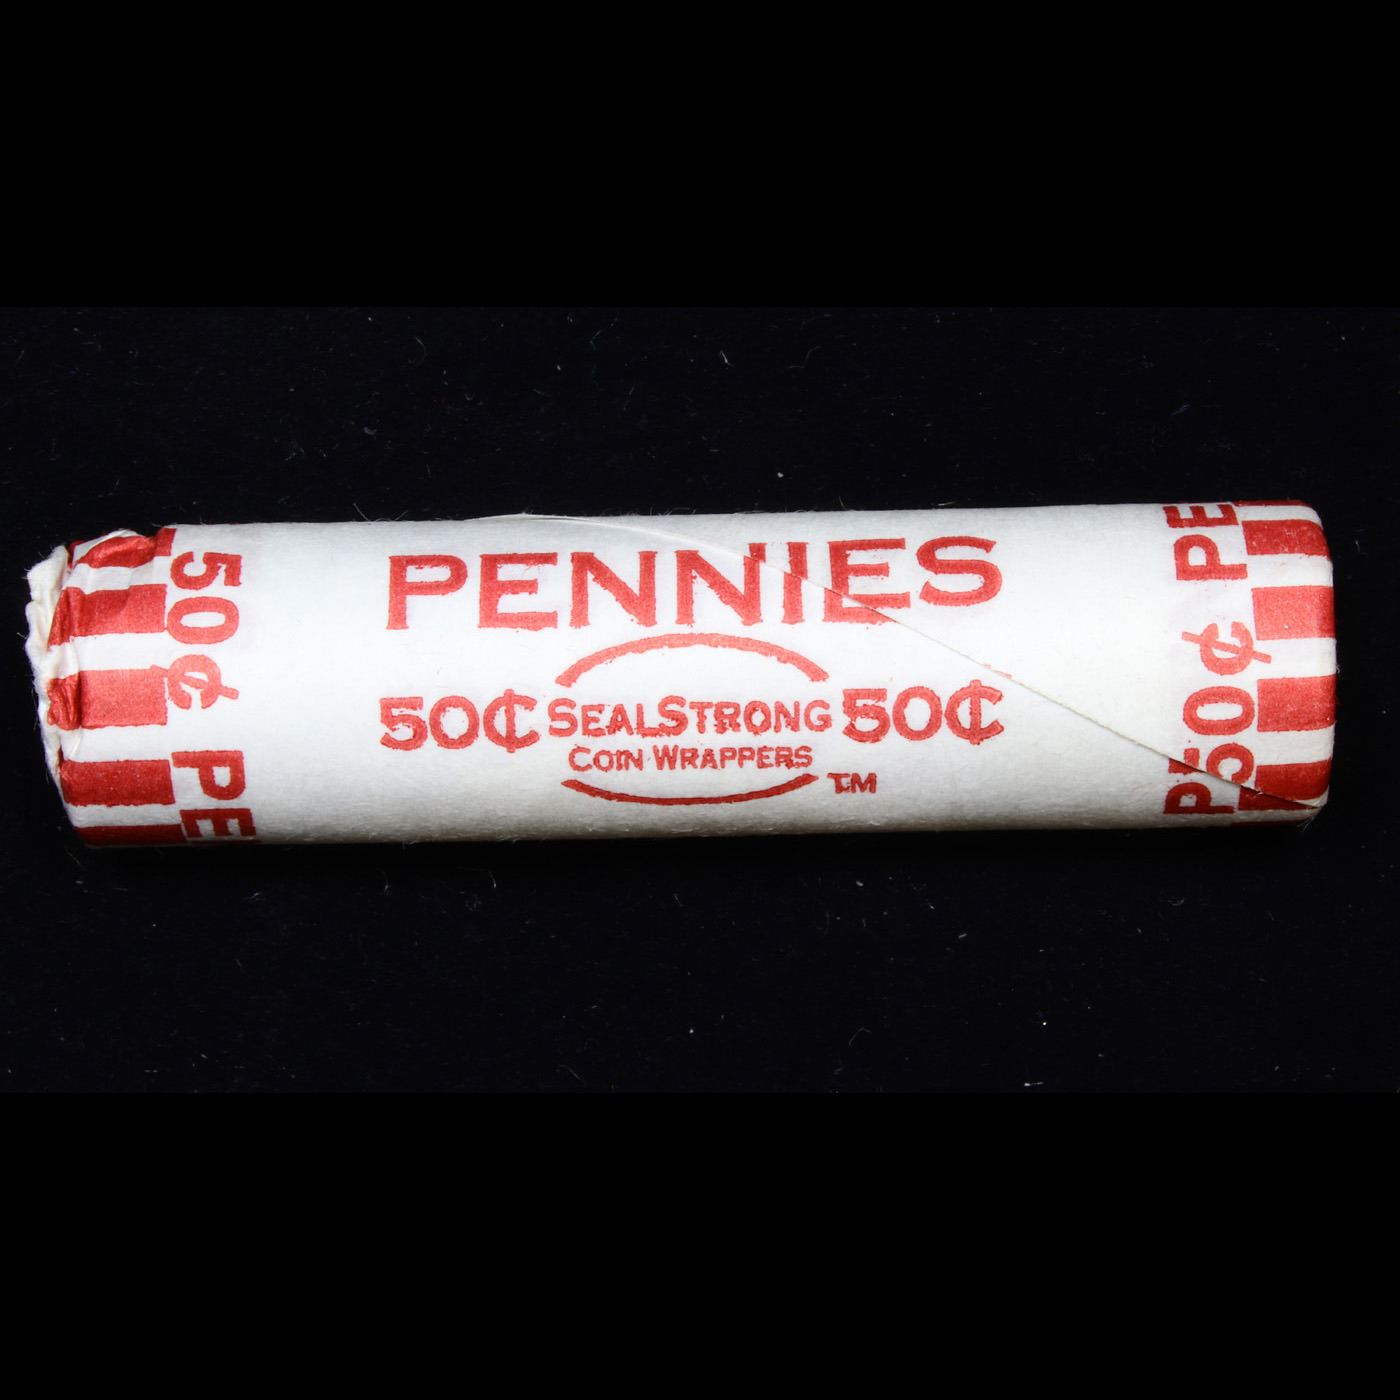 PENNIES
50¢ SEALSTRONG 50¢
COIN WRAPPERS
TM
50¢ PE
PE
50¢
P